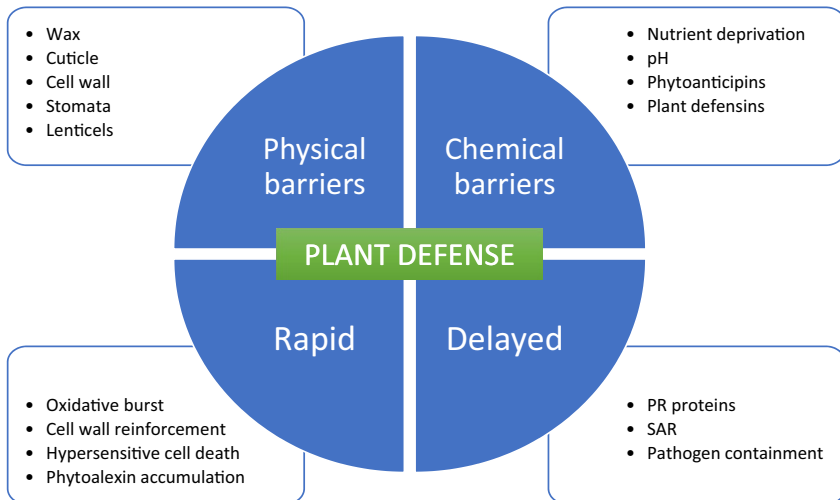 • Wax
• Cuticle
• Cell wall
• Stomata
• Lenticels
• Nutrient deprivation
• pH
• Phytoanticipins
• Plant defensins
Physical
barriers
Chemical
barriers
PLANT DEFENSE
Rapid
Delayed
• Oxidative burst
• Cell wall reinforcement
• Hypersensitive cell death
• Phytoalexin accumulation
• PR proteins
• SAR
• Pathogen containment